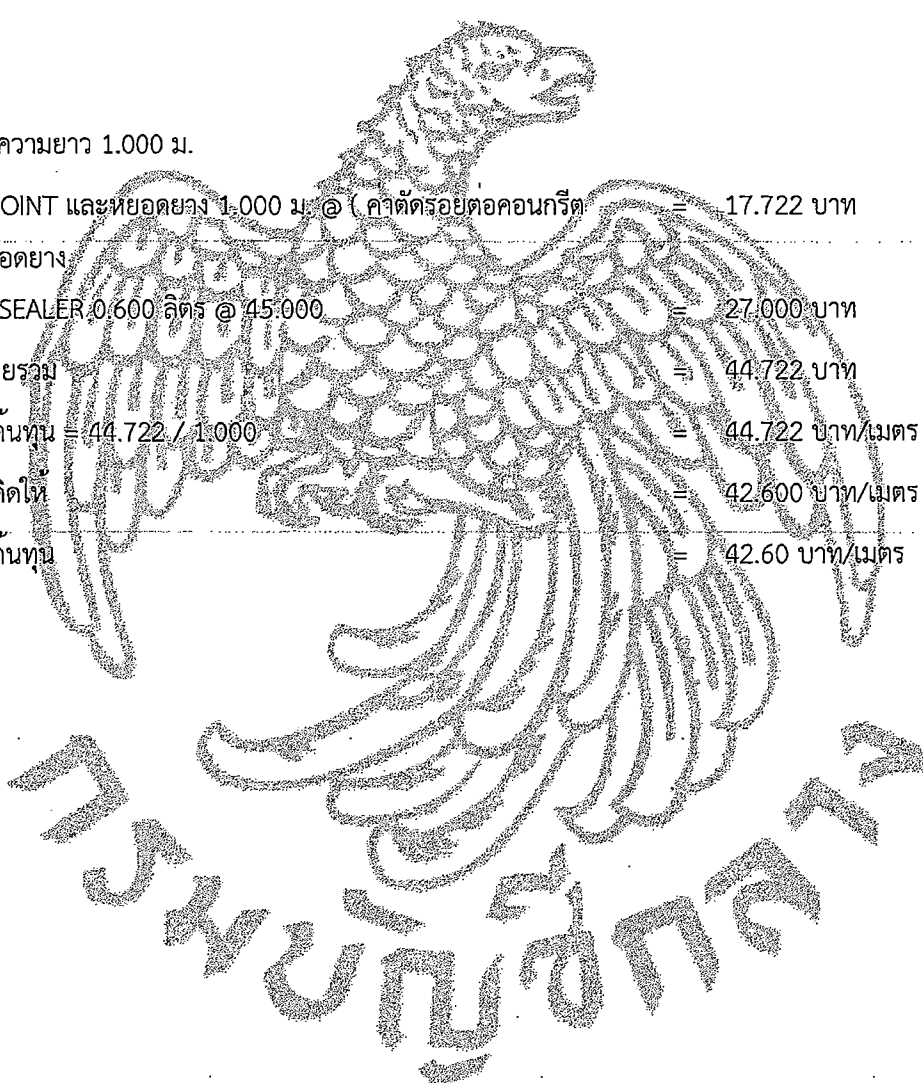 ความยาว 1.000 ม.
OINT และหยอดยาง 1.000 ม. @ ( ค่าตัดรอยต่อคอนกรีต = 17.722 บาท
อดยาง
SEALER 0.600 ลิตร @ 45.000 = 27.000 บาท
ยรวม = 44.722 บาท
้นทุน = 44.722 / 1.000 = 44.722 บาท/เมตร
คิดให้ = 42.600 บาท/เมตร
้นทุน = 42.60 บาท/เมตร
กรมบัญชีกลาง